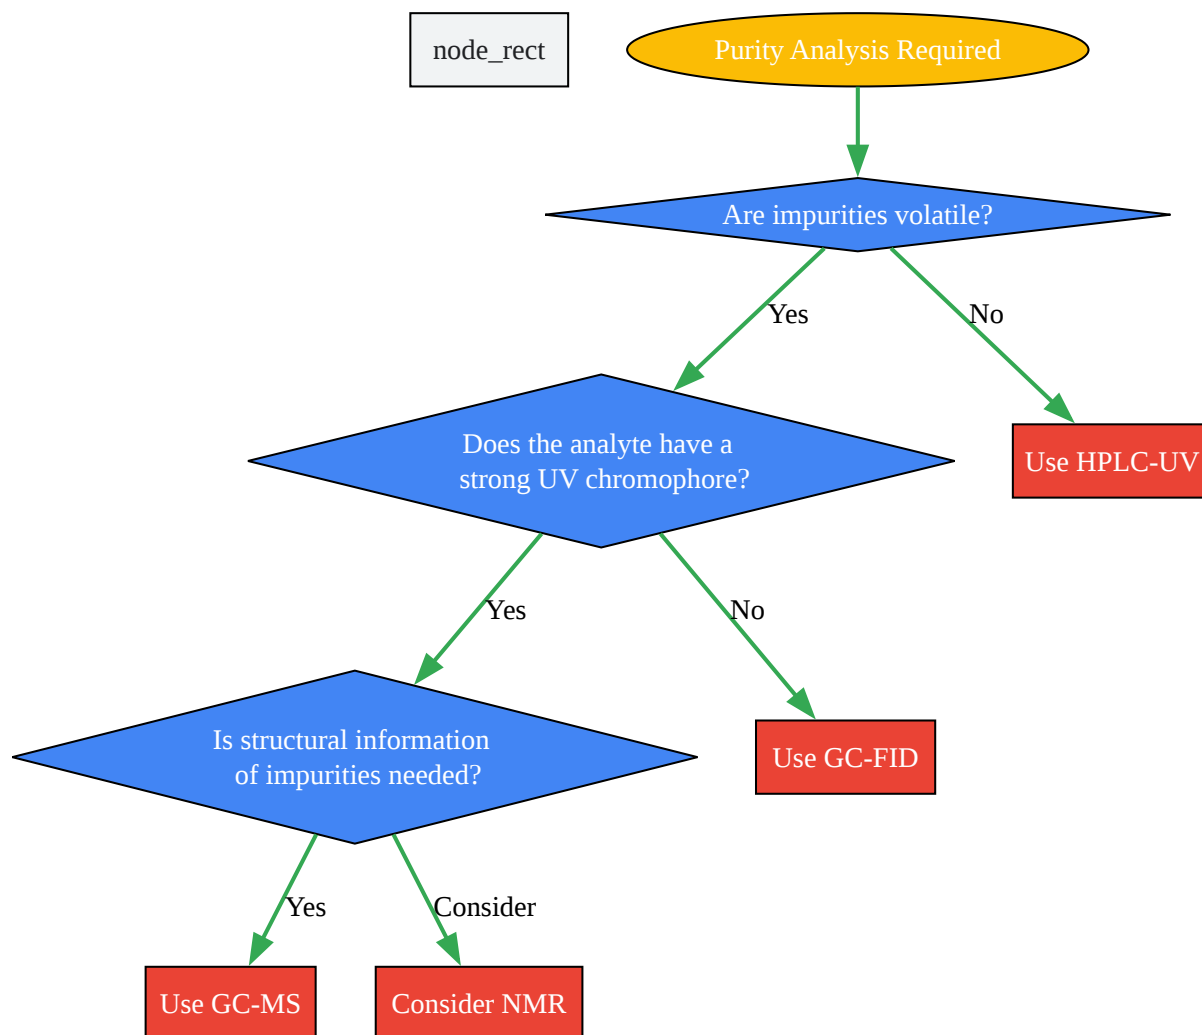 node_rect
Purity Analysis Required
Are impurities volatile?
Yes
No
Does the analyte have a
strong UV chromophore?
Use HPLC-UV
Yes
No
Is structural information
of impurities needed?
Use GC-FID
Yes
Consider
Use GC-MS
Consider NMR